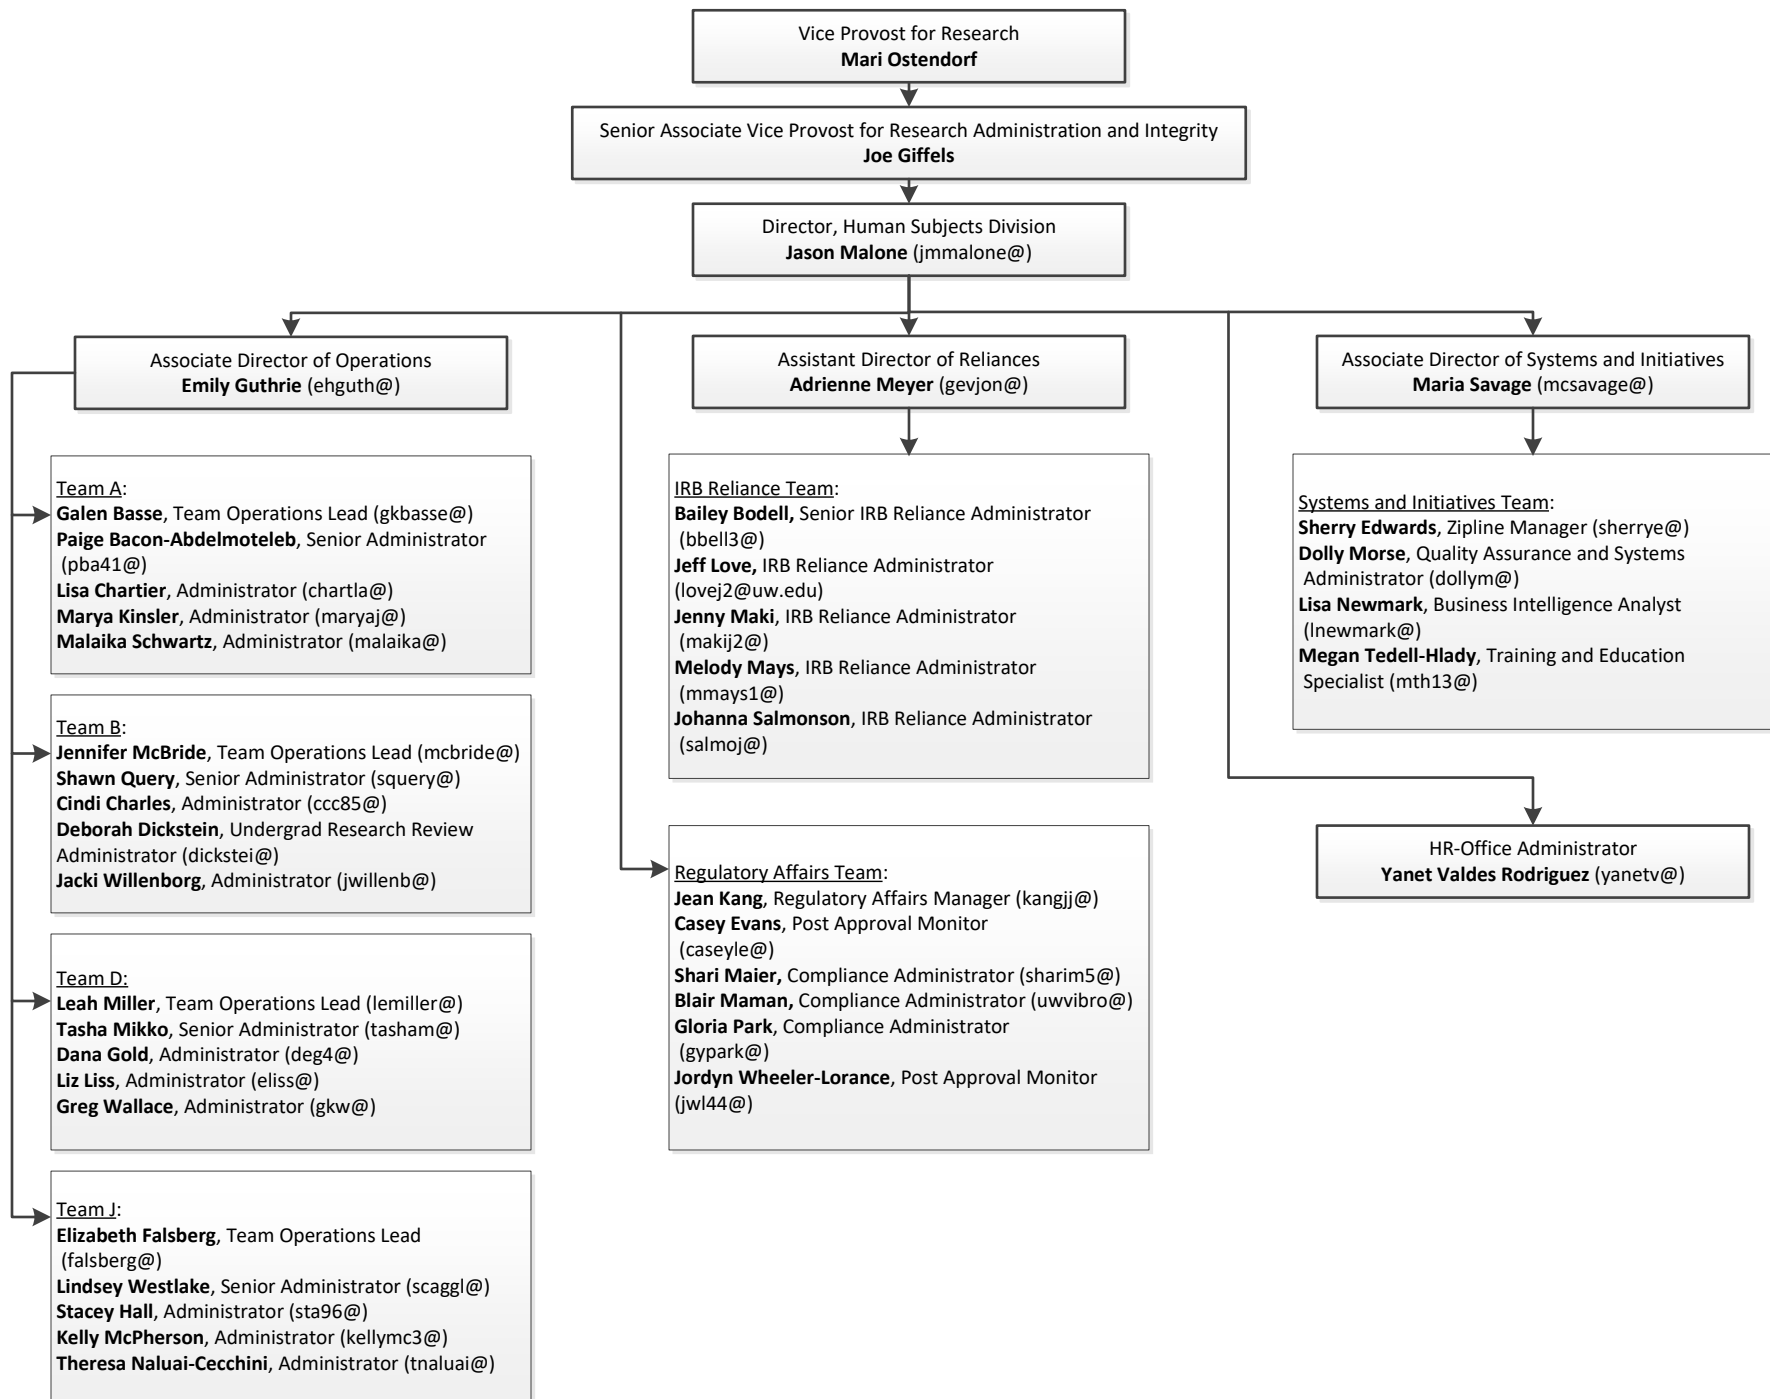 Vice Provost for Research
Mari Ostendorf
Senior Associate Vice Provost for Research Administration and Integrity
Joe Giffels
Director, Human Subjects Division
Jason Malone (jmmalone@)
Associate Director of Operations
Emily Guthrie (ehguth@)
Assistant Director of Reliances
Adrienne Meyer (gevjon@)
Associate Director of Systems and Initiatives
Maria Savage (mcsavage@)
Team A:
Galen Basse, Team Operations Lead (gkbasse@)
Paige Bacon-Abdelmoteleb, Senior Administrator
(pba41@)
Lisa Chartier, Administrator (chartla@)
Marya Kinsler, Administrator (maryaj@)
Malaika Schwartz, Administrator (malaika@)
Team B:
Jennifer McBride, Team Operations Lead (mcbride@)
Shawn Query, Senior Administrator (squery@)
Cindi Charles, Administrator (ccc85@)
Deborah Dickstein, Undergrad Research Review
Administrator (dickstei@)
Jacki Willenborg, Administrator (jwillenb@)
Team D:
Leah Miller, Team Operations Lead (lemiller@)
Tasha Mikko, Senior Administrator (tasham@)
Dana Gold, Administrator (deg4@)
Liz Liss, Administrator (eliss@)
Greg Wallace, Administrator (gkw@)
Team J:
Elizabeth Falsberg, Team Operations Lead
(falsberg@)
Lindsey Westlake, Senior Administrator (scaggl@)
Stacey Hall, Administrator (sta96@)
Kelly McPherson, Administrator (kellymc3@)
Theresa Naluai-Cecchini, Administrator (tnaluai@)
IRB Reliance Team:
Bailey Bodell, Senior IRB Reliance Administrator
(bbell3@)
Jeff Love, IRB Reliance Administrator
(lovej2@uw.edu)
Jenny Maki, IRB Reliance Administrator
(makij2@)
Melody Mays, IRB Reliance Administrator
(mmays1@)
Johanna Salmonson, IRB Reliance Administrator
(salmoj@)
Regulatory Affairs Team:
Jean Kang, Regulatory Affairs Manager (kangjj@)
Casey Evans, Post Approval Monitor
(caseyle@)
Shari Maier, Compliance Administrator (sharim5@)
Blair Maman, Compliance Administrator (uwvibro@)
Gloria Park, Compliance Administrator
(gypark@)
Jordyn Wheeler-Lorance, Post Approval Monitor
(jwl44@)
Systems and Initiatives Team:
Sherry Edwards, Zipline Manager (sherrye@)
Dolly Morse, Quality Assurance and Systems
Administrator (dollym@)
Lisa Newmark, Business Intelligence Analyst
(lnewmark@)
Megan Tedell-Hlady, Training and Education
Specialist (mth13@)
HR-Office Administrator
Yanet Valdes Rodriguez (yanetv@)